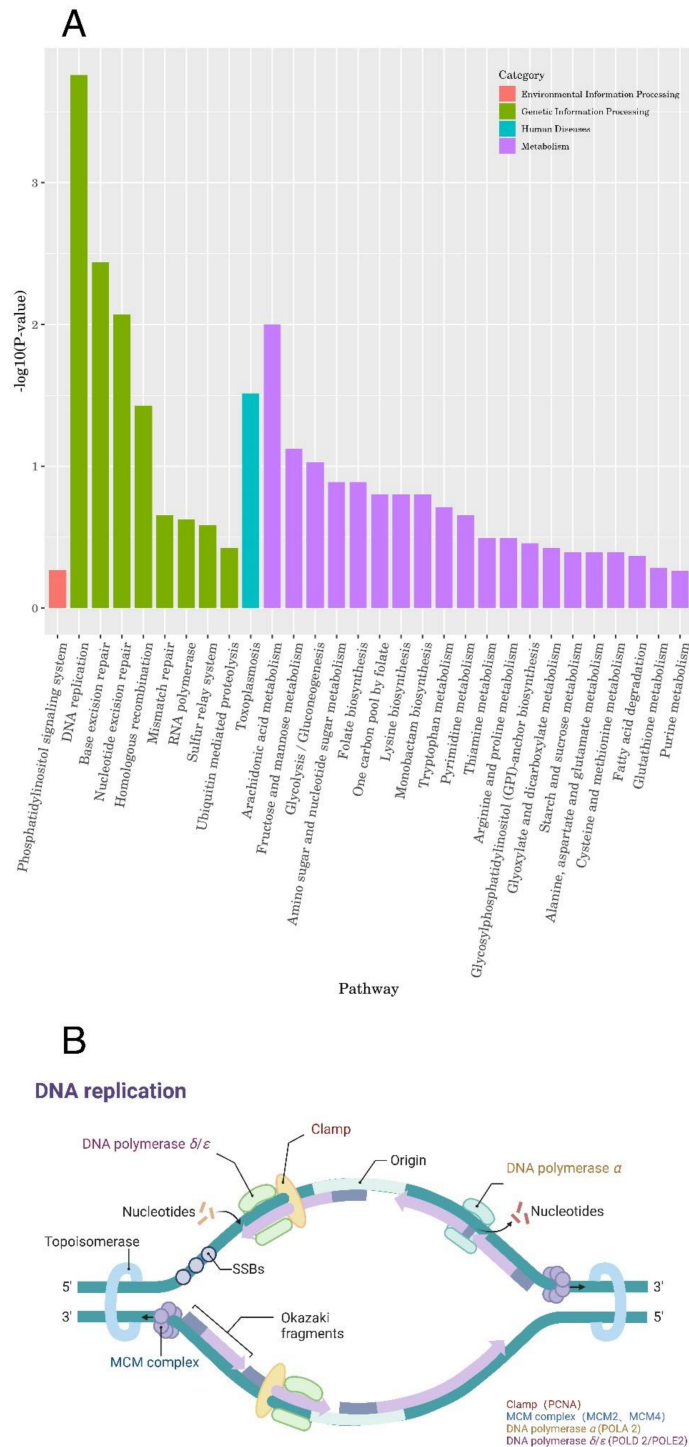 A
Category
Environmental Information Processing
Genetic Information Processing
Human Diseases
Metabolism
-log10(P-value)
3
2
1
0
Phosphatidylinositol signaling system
DNA replication
Base excision repair
Nucleotide excision repair
Homologous recombination
Mismatch repair
RNA polymerase
Sulfur relay system
Ubiquitin mediated proteolysis
Toxoplasmosis
Arachidonic acid metabolism
Fructose and mannose metabolism
Glycolysis / Gluconeogenesis
Amino sugar and nucleotide sugar metabolism
Folate biosynthesis
One carbon pool by folate
Lysine biosynthesis
Monobactam biosynthesis
Tryptophan metabolism
Pyrimidine metabolism
Thiamine metabolism
Arginine and proline metabolism
Glycosylphosphatidylinositol (GPI)-anchor biosynthesis
Glyoxylate and dicarboxylate metabolism
Starch and sucrose metabolism
Alanine, aspartate and glutamate metabolism
Cysteine and methionine metabolism
Fatty acid degradation
Glutathione metabolism
Purine metabolism
Pathway
B
DNA replication
DNA polymerase δ/ε
Clamp
Origin
DNA polymerase α
Nucleotides
Nucleotides
Topoisomerase
SSBs
5'
3'
3'
5'
Okazaki
fragments
MCM complex
Clamp (PCNA)
MCM complex (MCM2、MCM4)
DNA polymerase α (POLA 2)
DNA polymerase δ/ε (POLD 2/POLE2)